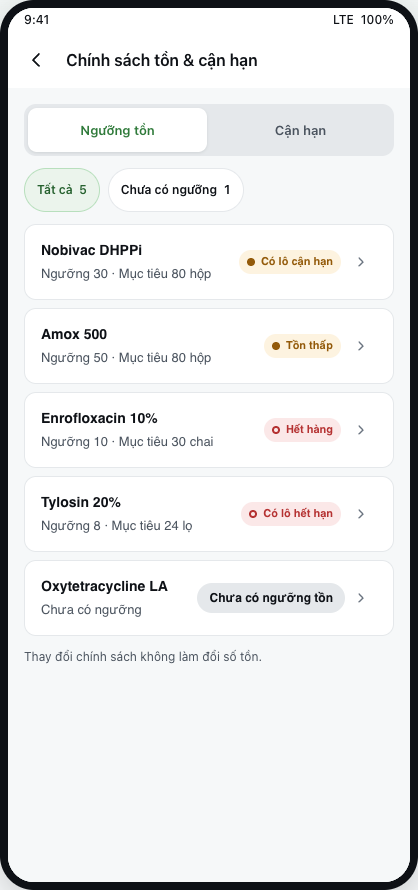 9:41 LTE 100%
Chính sách tồn & cận hạn
Ngưỡng tồn Cận hạn
Tất cả 5 Chưa có ngưỡng 1
Nobivac DHPPi
Ngưỡng 30 · Mục tiêu 80 hộp
Có lô cận hạn
Amox 500
Ngưỡng 50 · Mục tiêu 80 hộp
Tồn thấp
Enrofloxacin 10%
Ngưỡng 10 · Mục tiêu 30 chai
Hết hàng
Tylosin 20%
Ngưỡng 8 · Mục tiêu 24 lọ
Có lô hết hạn
Oxytetracycline LA
Chưa có ngưỡng
Chưa có ngưỡng tồn
Thay đổi chính sách không làm đổi số tồn.